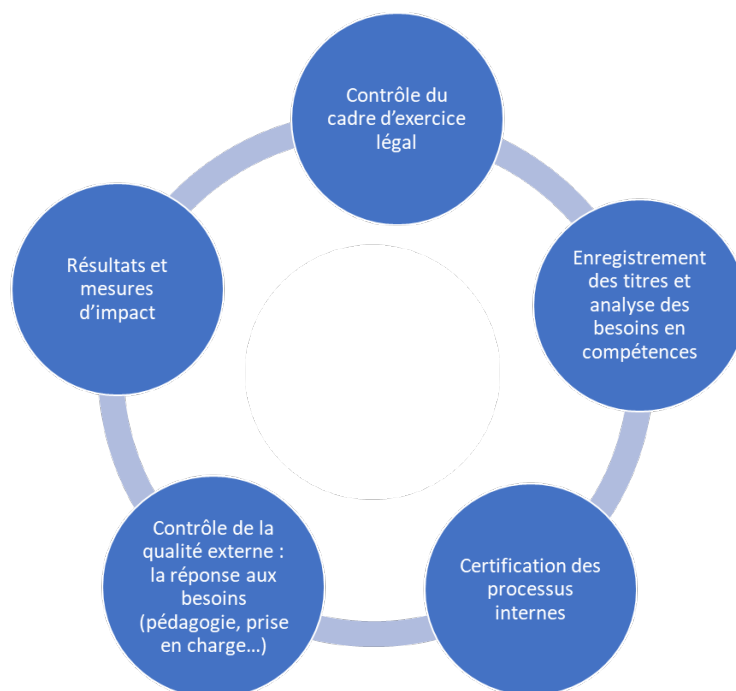 Contrôle du
cadre d’exercice
légal
Enregistrement
des titres et
analyse des
besoins en
compétences
Certification des
processus
internes
Contrôle de la
qualité externe :
la réponse aux
besoins
(pédagogie, prise
en charge…)
Résultats et
mesures
d’impact